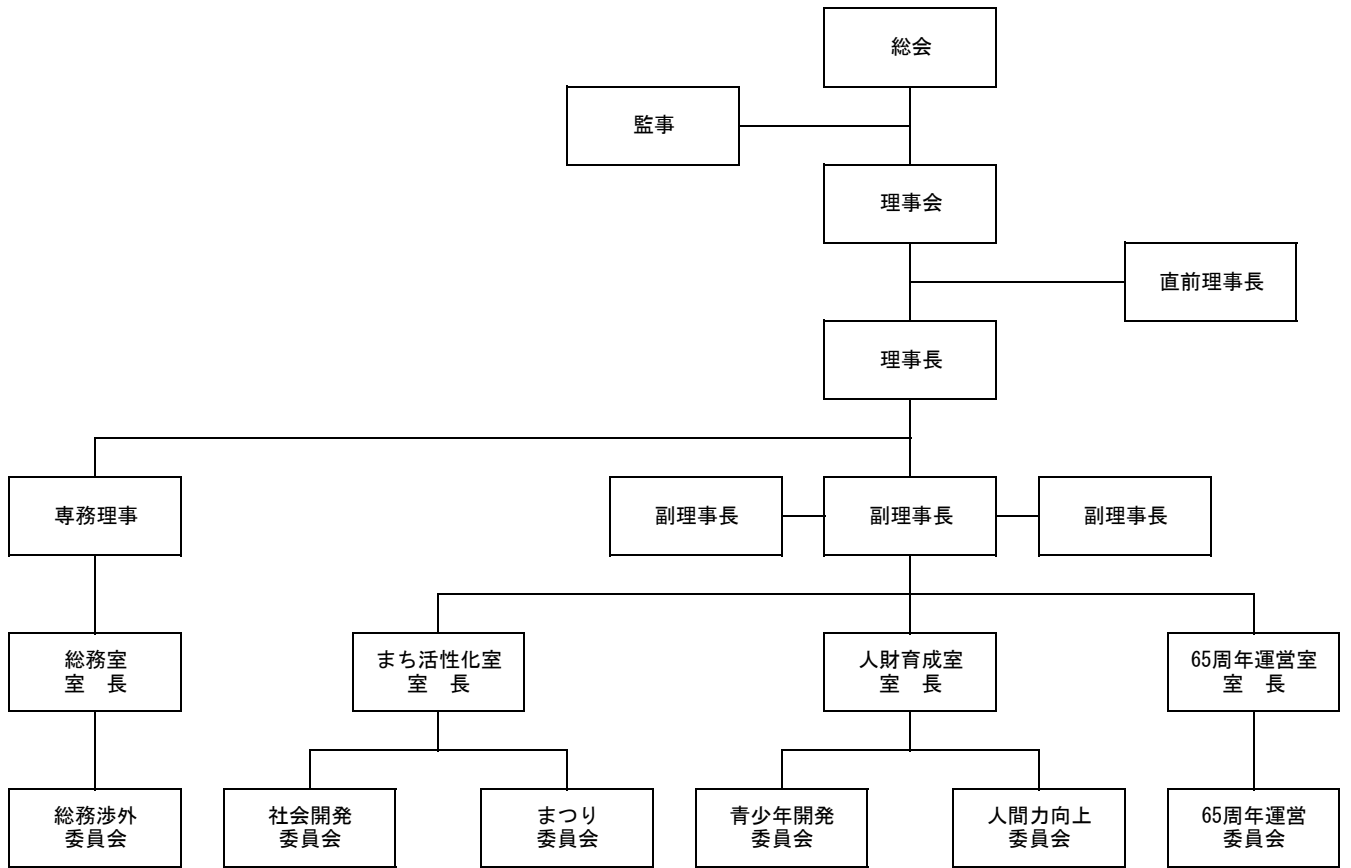 総会
監事
理事会
直前理事長
理事長
専務理事
副理事長
副理事長
副理事長
総務室
室　長
まち活性化室
室　長
人財育成室
室　長
65周年運営室
室　長
総務渉外
委員会
社会開発
委員会
まつり
委員会
青少年開発
委員会
人間力向上
委員会
65周年運営
委員会